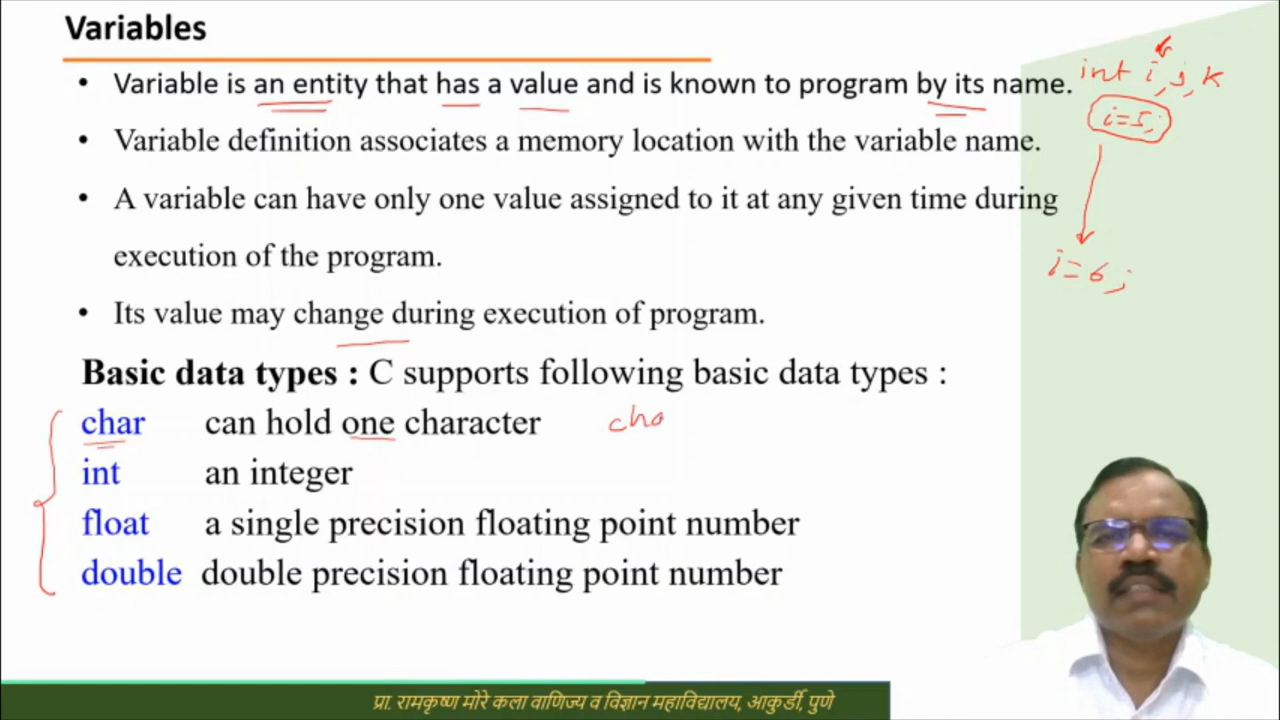 Variables
• Variable is an entity that has a value and is known to program by its name.
int i, j, k
i=5;
• Variable definition associates a memory location with the variable name.
• A variable can have only one value assigned to it at any given time during
execution of the program.
i=6;
• Its value may change during execution of program.
Basic data types : C supports following basic data types :
char can hold one character
cha
int an integer
float a single precision floating point number
double double precision floating point number
प्रा. रामकृष्ण मोरे कला वाणिज्य व विज्ञान महाविद्यालय, आकुर्डी, पुणे